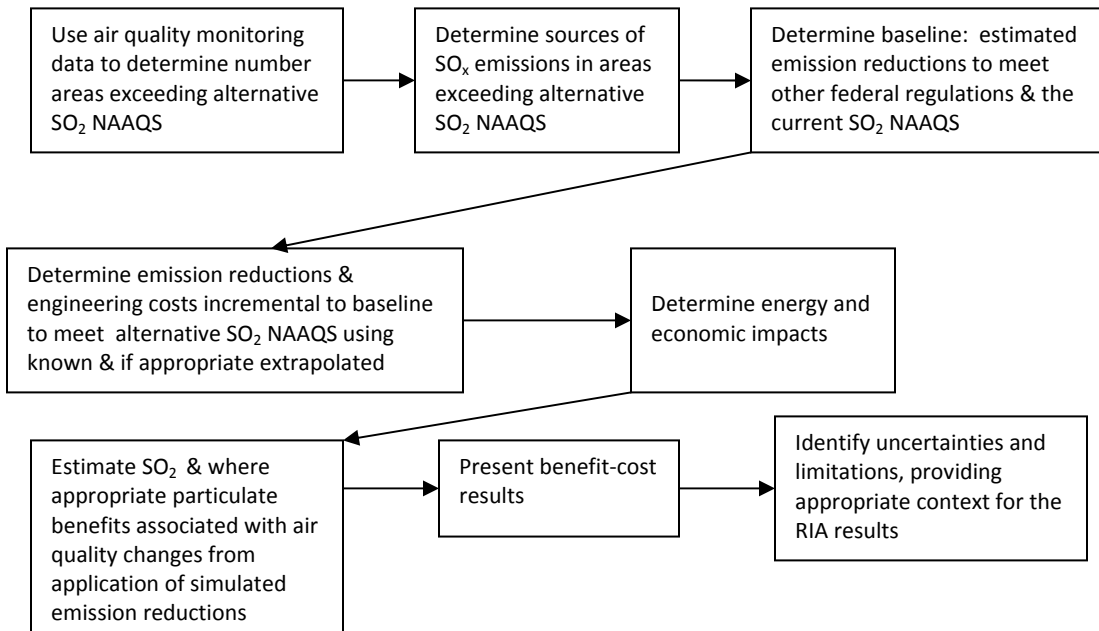 Use air quality monitoring
data to determine number
areas exceeding alternative
SO₂ NAAQS
Determine sources of
SOₓ emissions in areas
exceeding alternative
SO₂ NAAQS
Determine baseline:  estimated
emission reductions to meet
other federal regulations & the
current SO₂ NAAQS
Determine emission reductions &
engineering costs incremental to baseline
to meet  alternative SO₂ NAAQS using
known & if appropriate extrapolated
Determine energy and
economic impacts
Estimate SO₂  & where
appropriate particulate
benefits associated with air
quality changes from
application of simulated
emission reductions
Present benefit-cost
results
Identify uncertainties and
limitations, providing
appropriate context for the
RIA results